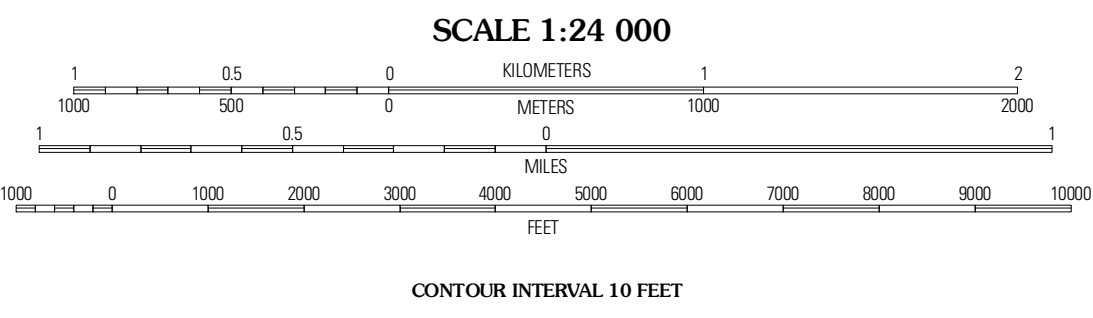 SCALE 1:24 000
1 0.5 0 KILOMETERS 1 2
1000 500 0 METERS 1000 2000
1 0.5 0 1
MILES
1000 0 1000 2000 3000 4000 5000 6000 7000 8000 9000 10000
FEET
CONTOUR INTERVAL 10 FEET